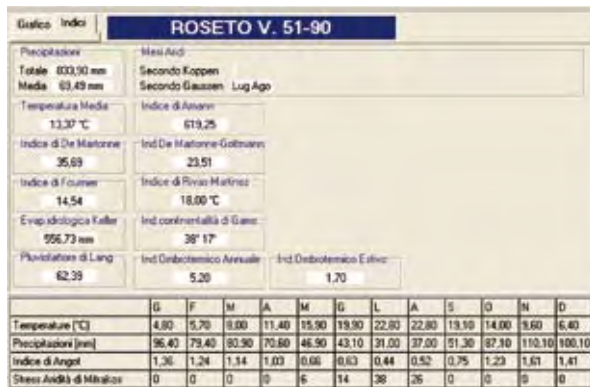 Grafico Indici
ROSETO V. 51-90
Precipitazioni
Totale 833,90 mm
Media 69,49 mm
Mesi Aridi
Secondo Koppen
Secondo Gaussen Lug Ago
Temperatura Media
13,37 °C
Indice di Amann
619,25
Indice di De Martonne
35,69
Ind De Martonne-Gottmann
23,51
Indice di Fournier
14,54
Indice di Rivas-Martinez
18,00 °C
Evap. idrologica Keller
556,73 mm
Ind. continentalità di Gams
38° 17'
Pluviofattore di Lang
62,39
Ind Ombrotermico Annuale
5,20
Ind. Ombrotermico Estivo
1,70
G F M A M G L A S O N D
Temperature [°C] 4,80 5,70 8,00 11,40 15,90 19,90 22,80 22,80 19,10 14,00 9,60 6,40
Precipitazioni [mm] 96,40 79,40 80,90 70,60 46,90 43,10 31,00 37,00 51,30 87,10 110,10 100,10
Indice di Angot 1,36 1,24 1,14 1,03 0,66 0,63 0,44 0,52 0,75 1,23 1,61 1,41
Stress Aridità di Mitrakos 0 0 0 0 6 14 38 26 0 0 0 0